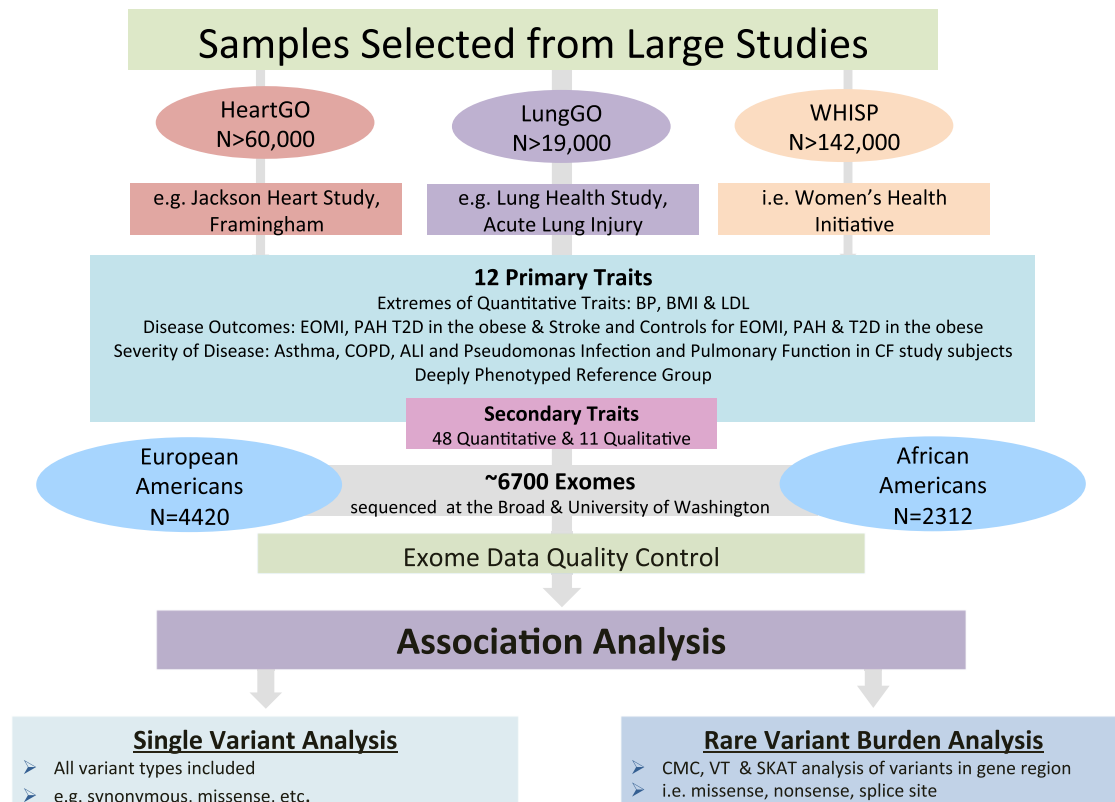 Samples Selected from Large Studies
HeartGO
N>60,000
LungGO
N>19,000
WHISP
N>142,000
e.g. Jackson Heart Study,
Framingham
e.g. Lung Health Study,
Acute Lung Injury
i.e. Women's Health
Initiative
12 Primary Traits
Extremes of Quantitative Traits: BP, BMI & LDL
Disease Outcomes: EOMI, PAH T2D in the obese & Stroke and Controls for EOMI, PAH & T2D in the obese
Severity of Disease: Asthma, COPD, ALI and Pseudomonas Infection and Pulmonary Function in CF study subjects
Deeply Phenotyped Reference Group
Secondary Traits
48 Quantitative & 11 Qualitative
European
Americans
N=4420
~6700 Exomes
sequenced at the Broad & University of Washington
African
Americans
N=2312
Exome Data Quality Control
Association Analysis
Single Variant Analysis
➢ All variant types included
➢ e.g. synonymous, missense, etc.
Rare Variant Burden Analysis
➢ CMC, VT & SKAT analysis of variants in gene region
➢ i.e. missense, nonsense, splice site